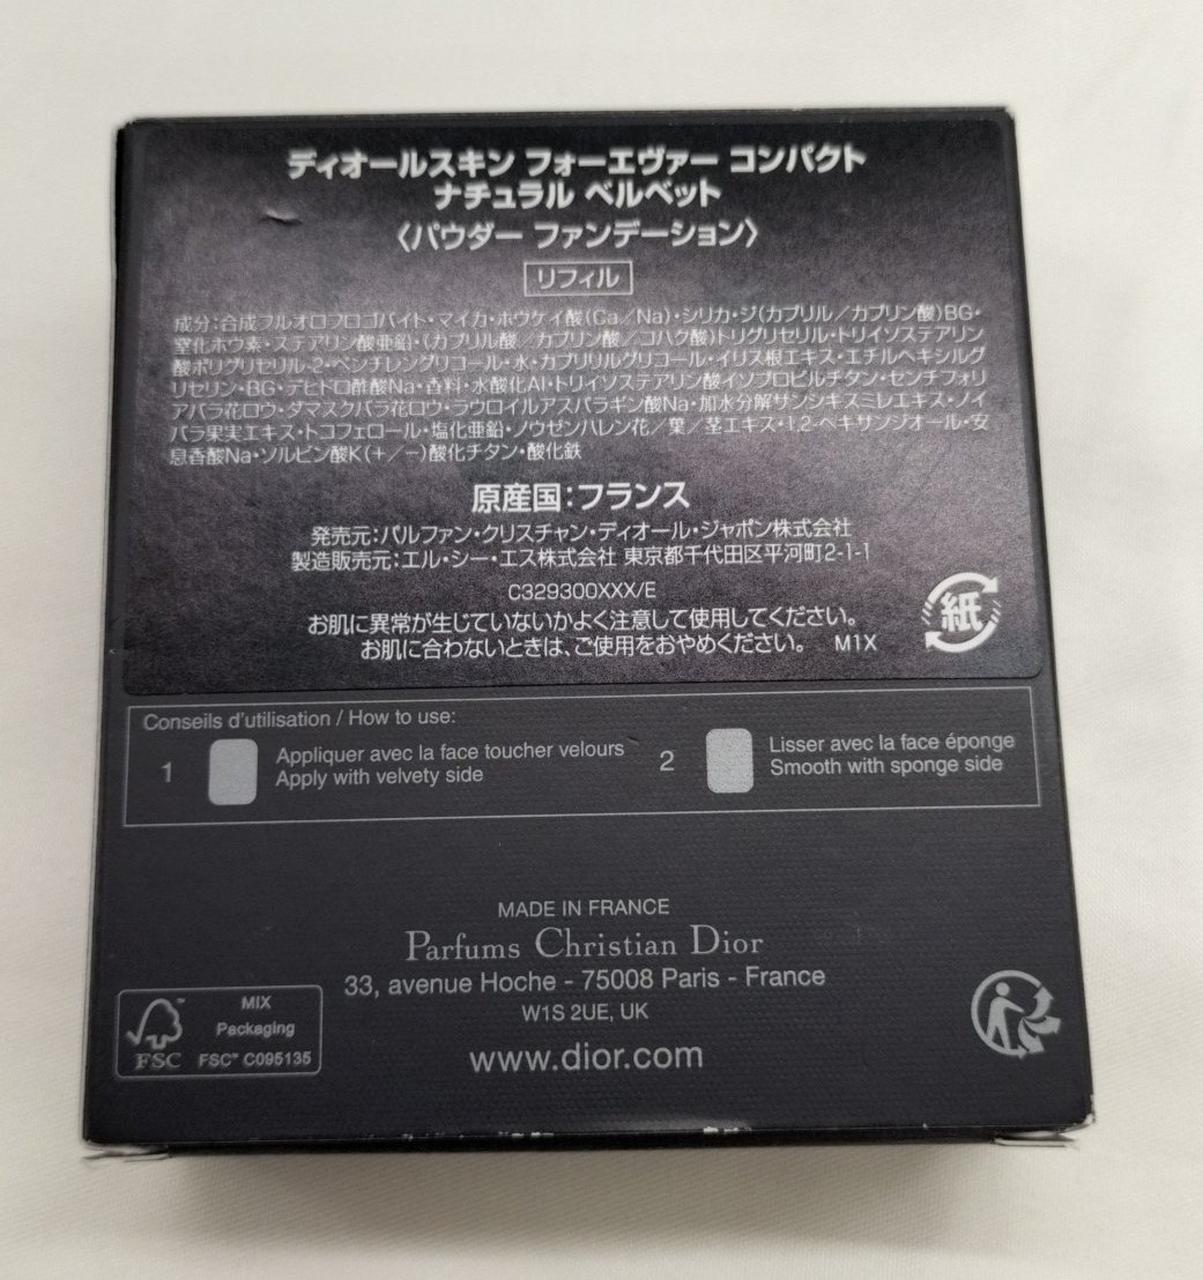 ディオールスキン フォーエヴァー コンパクト
ナチュラル ベルベット
〈パウダー ファンデーション〉
リフィル
成分:合成フルオロフロゴパイト・マイカ・ホウケイ酸(Ca/Na)・シリカ・ジ(カプリル/カプリン酸)BG・
窒化ホウ素・ステアリン酸亜鉛・(カプリル酸/カプリン酸/コハク酸)トリグリセリル・トリイソステアリン
酸ポリグリセリル-2・ペンチレングリコール・水・カプリリルグリコール・イリス根エキス・エチルヘキシルグ
リセリン・BG・デヒドロ酢酸Na・香料・水酸化Al・トリイソステアリン酸イソプロピルチタン・センチフォリ
アバラ花ロウ・ダマスクバラ花ロウ・ラウロイルアスパラギン酸Na・加水分解サンシキスミレエキス・ノイ
バラ果実エキス・トコフェロール・塩化亜鉛・ノウゼンハレン花/葉/茎エキス・1,2-ヘキサンジオール・安
息香酸Na・ソルビン酸K(+/-)酸化チタン・酸化鉄
原産国:フランス
発売元:パルファン・クリスチャン・ディオール・ジャポン株式会社
製造販売元:エル・シー・エス株式会社 東京都千代田区平河町2-1-1
C329300XXX/E
お肌に異常が生じていないかよく注意して使用してください。
お肌に合わないときは、ご使用をおやめください。 M1X
紙
Conseils d'utilisation / How to use:
1 Appliquer avec la face toucher velours
Apply with velvety side
2 Lisser avec la face éponge
Smooth with sponge side
MADE IN FRANCE
Parfums Christian Dior
33, avenue Hoche - 75008 Paris - France
W1S 2UE, UK
www.dior.com
FSC™
MIX
Packaging
FSC™ C095135